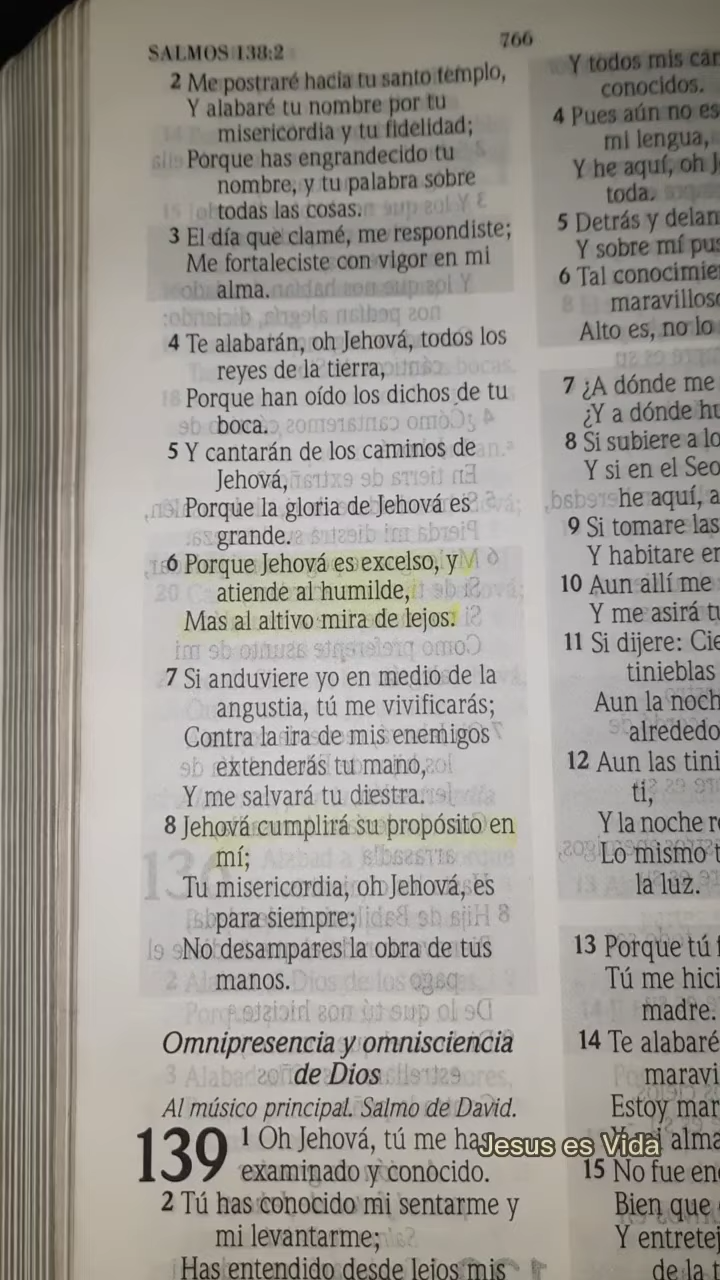 SALMOS 138:2
766
2 Me postraré hacia tu santo templo,
Y alabaré tu nombre por tu
misericordia y tu fidelidad;
Porque has engrandecido tu
nombre, y tu palabra sobre
todas las cosas.
3 El día que clamé, me respondiste;
Me fortaleciste con vigor en mi
alma.
4 Te alabarán, oh Jehová, todos los
reyes de la tierra,
Porque han oído los dichos de tu
boca.
5 Y cantarán de los caminos de
Jehová,
Porque la gloria de Jehová es
grande.
6 Porque Jehová es excelso, y
atiende al humilde,
Mas al altivo mira de lejos.
7 Si anduviere yo en medio de la
angustia, tú me vivificarás;
Contra la ira de mis enemigos
extenderás tu mano,
Y me salvará tu diestra.
8 Jehová cumplirá su propósito en
mí;
Tu misericordia, oh Jehová, es
para siempre;
No desampares la obra de tus
manos.
Omnipresencia y omnisciencia
de Dios
Al músico principal. Salmo de David.
139 1 Oh Jehová, tú me has
examinado y conocido.
2 Tú has conocido mi sentarme y
mi levantarme;
Has entendido desde lejos mis
Y todos mis
conocidos.
4 Pues aún no es
mi lengua,
Y he aquí, oh
toda.
5 Detrás y
Y sobre mí
6 Tal
Alto es, no lo
7 ¿A dónde me
¿Y a dónde
8 Si subiere a
Y si en el
he aquí,
9 Si tomare las
Y habitare
10 Aun allí me
Y me asirá
11 Si dijere:
tinieblas
Aun la
12 Aun las
ti,
Y la noche
Lo mismo
la luz.
13 Porque tú
Tú me
madre.
14 Te alabaré
Estoy
alma
15 No fue
Bien que
Y
de la
Jesus es Vida